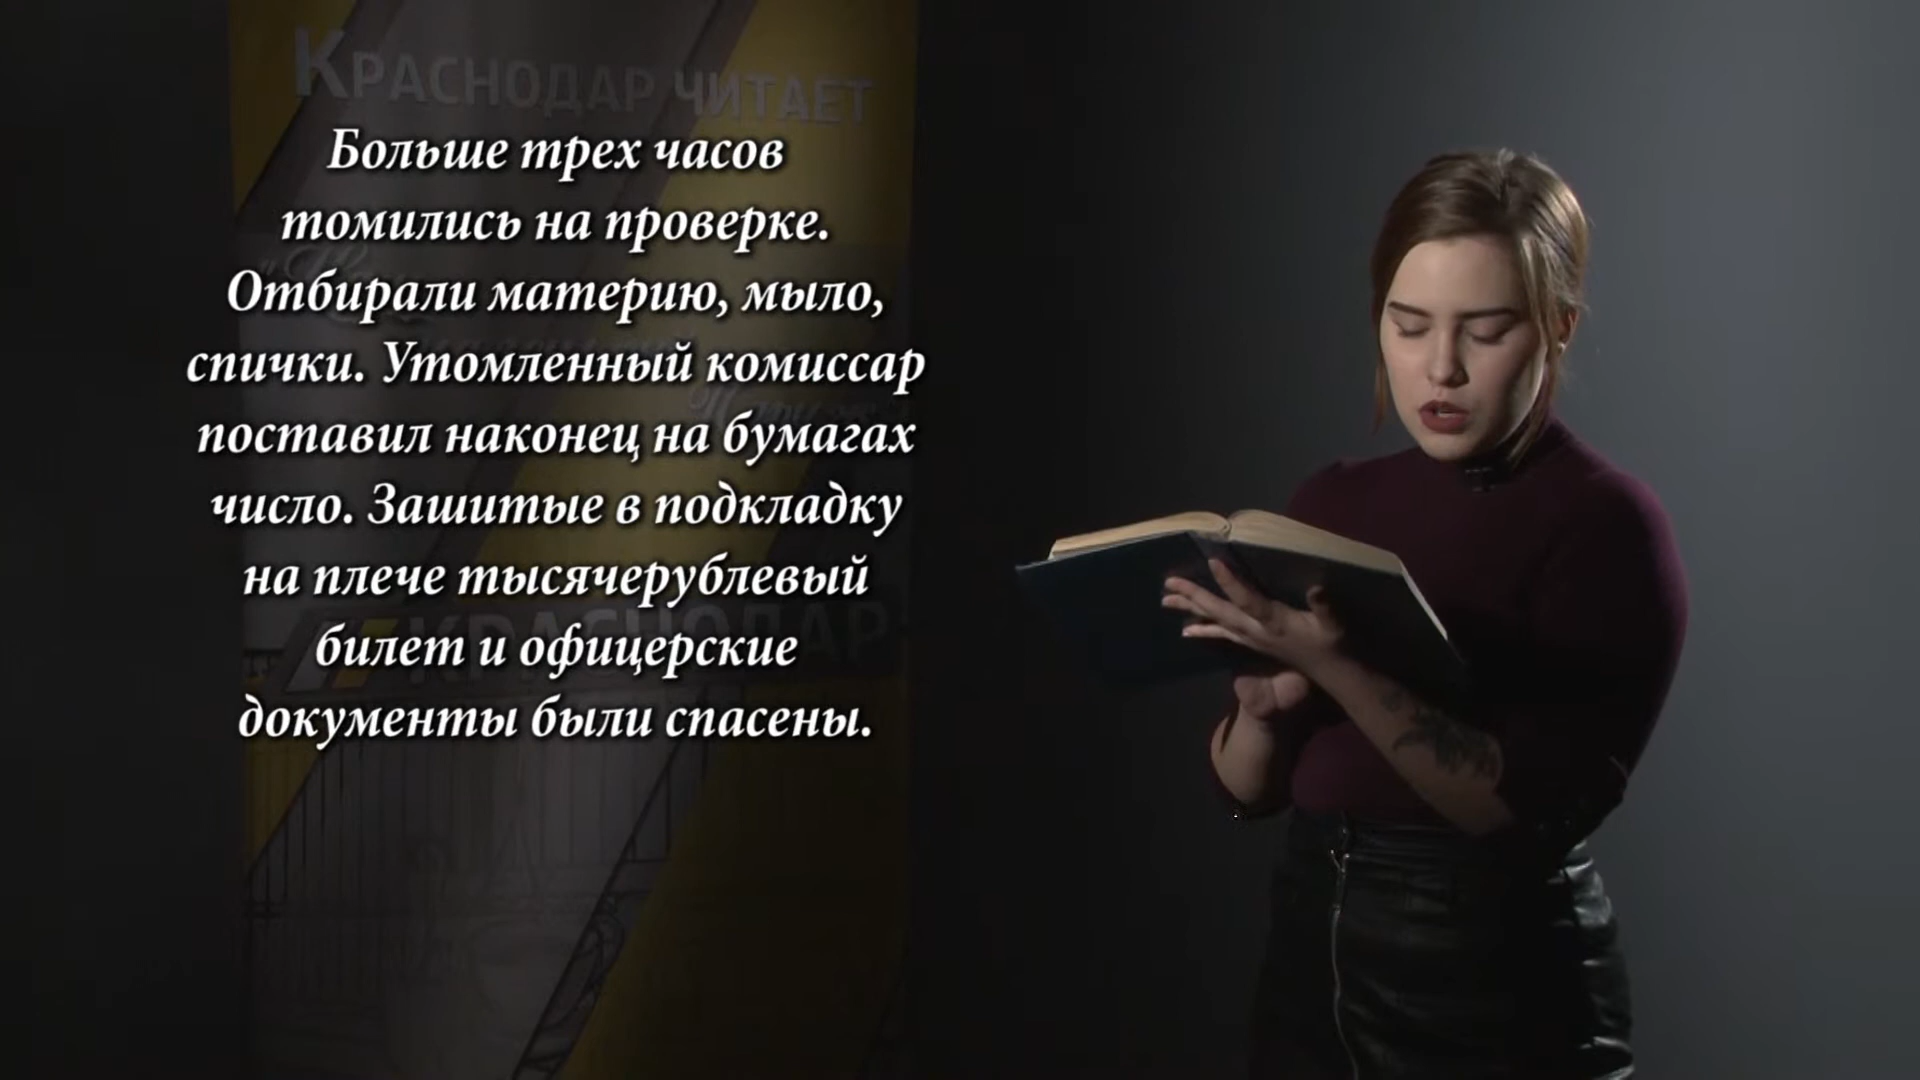 Краснодар читает
Больше трех часов
томились на проверке.
Отбирали материю, мыло,
спички. Утомленный комиссар
поставил наконец на бумагах
число. Зашитые в подкладку
на плече тысячерублевый
билет и офицерские
документы были спасены.
КРАСНОДАР